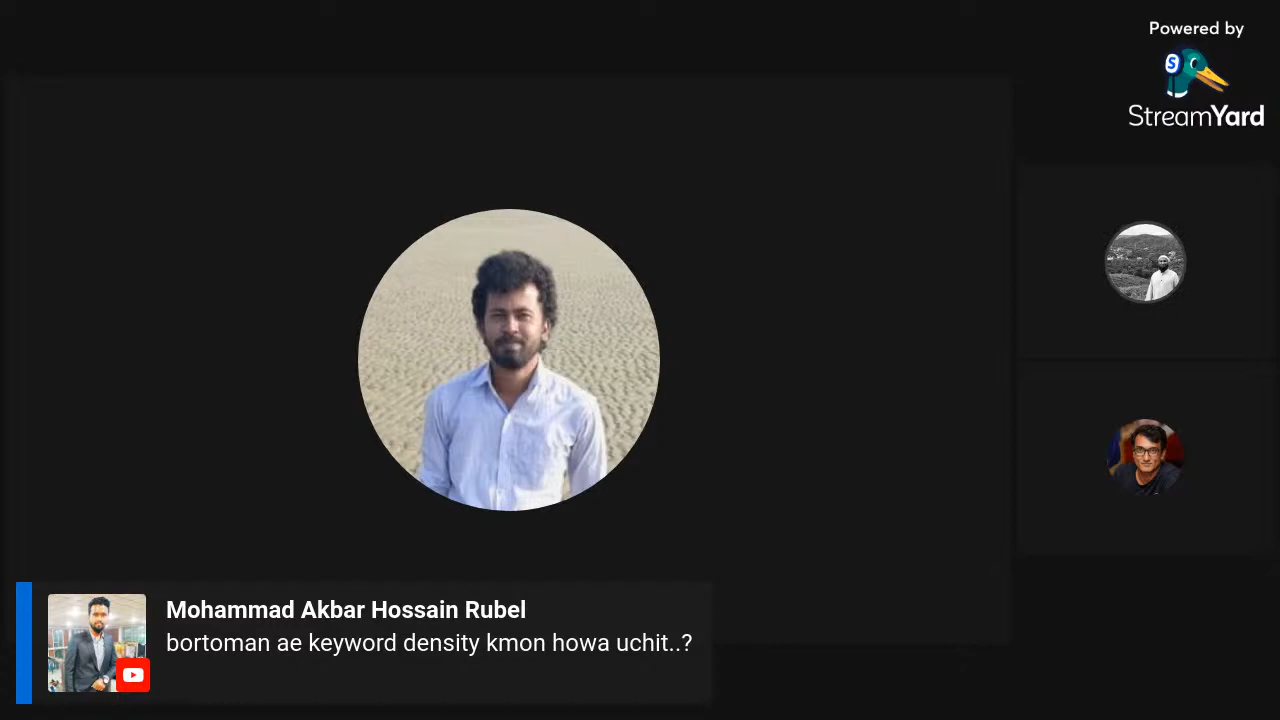 Powered by
StreamYard
Mohammad Akbar Hossain Rubel
bortoman ae keyword density kmon howa uchit..?